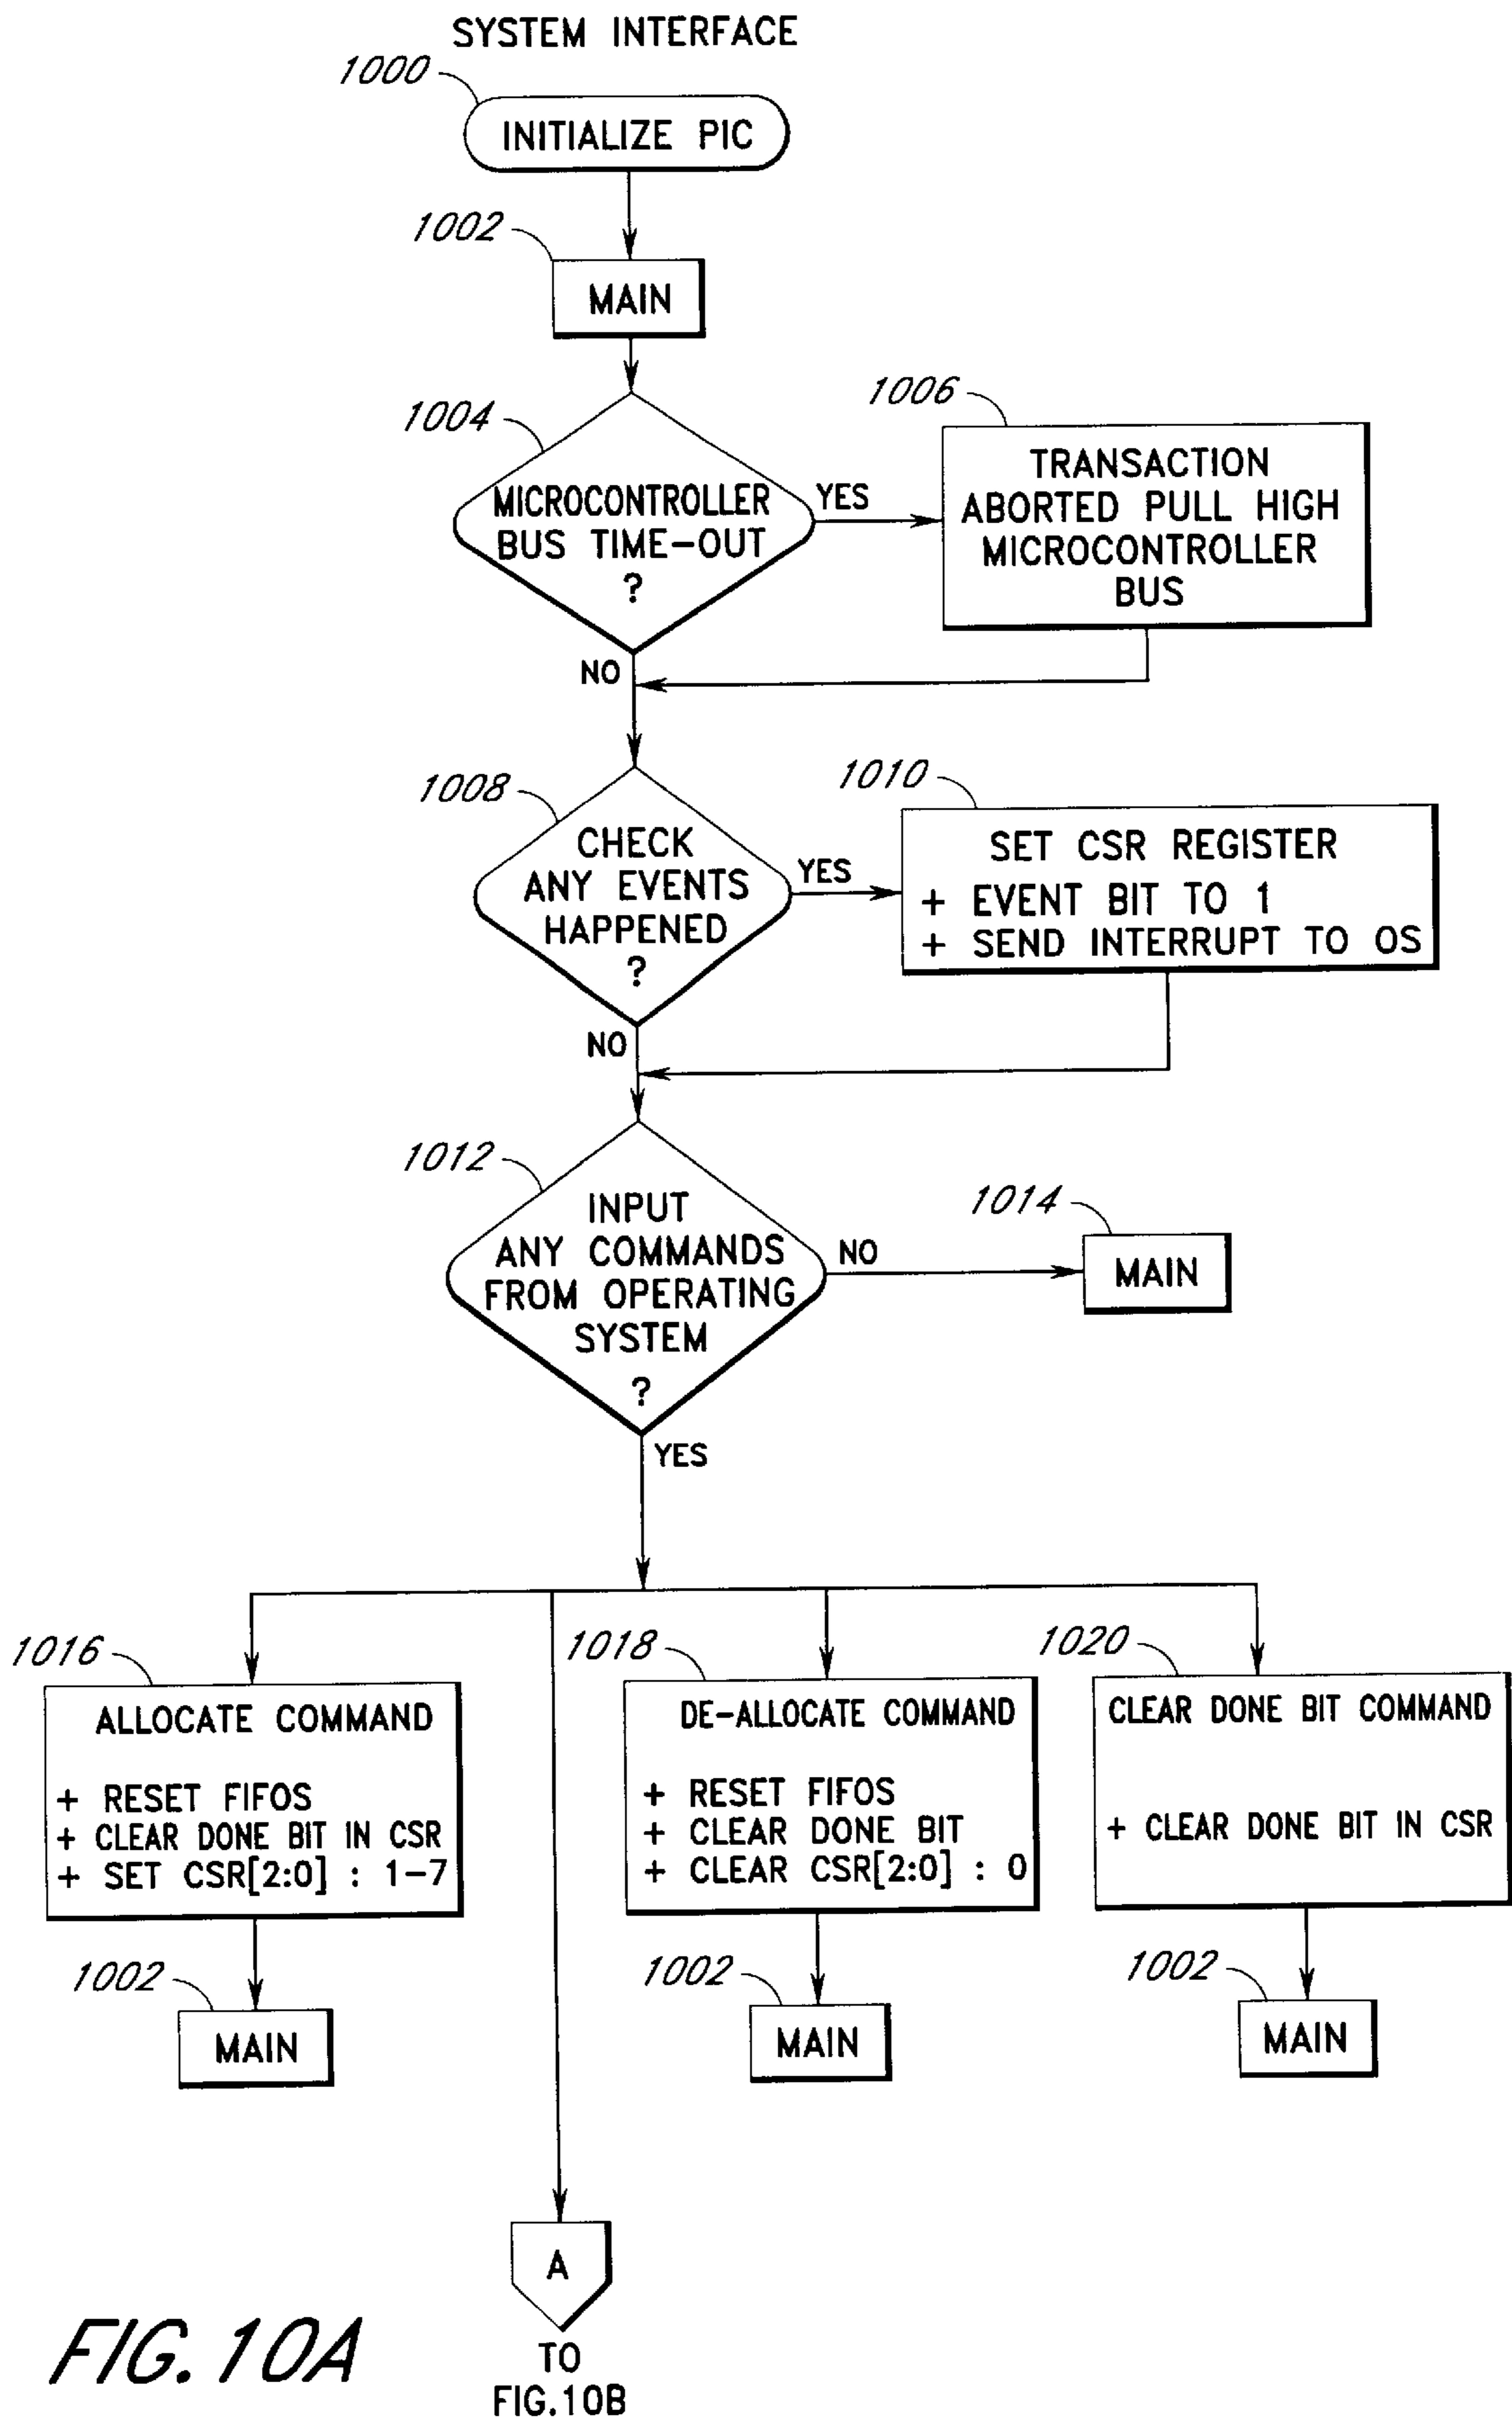 SYSTEM INTERFACE
1000
INITIALIZE PIC
1002
MAIN
1004
MICROCONTROLLER
BUS TIME-OUT
?
YES
NO
1006
TRANSACTION
ABORTED PULL HIGH
MICROCONTROLLER
BUS
1008
CHECK
ANY EVENTS
HAPPENED
?
YES
NO
1010
SET CSR REGISTER
+ EVENT BIT TO 1
+ SEND INTERRUPT TO OS
1012
INPUT
ANY COMMANDS
FROM OPERATING
SYSTEM
?
NO
YES
1014
MAIN
1016
ALLOCATE COMMAND
+ RESET FIFOS
+ CLEAR DONE BIT IN CSR
+ SET CSR[2:0] : 1-7
1002
MAIN
1018
DE-ALLOCATE COMMAND
+ RESET FIFOS
+ CLEAR DONE BIT
+ CLEAR CSR[2:0] : 0
1002
MAIN
1020
CLEAR DONE BIT COMMAND
+ CLEAR DONE BIT IN CSR
1002
MAIN
A
TO
FIG.10B
FIG. 10A